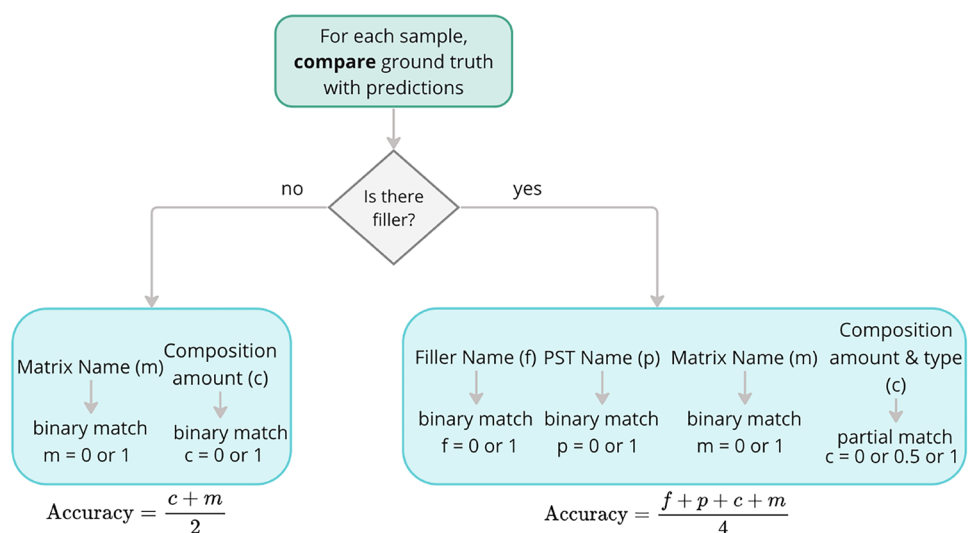 For each sample,
compare ground truth
with predictions
Is there
filler?
no
yes
Matrix Name (m)
binary match
m = 0 or 1
Composition
amount (c)
binary match
c = 0 or 1
Accuracy = \frac{c + m}{2}
Filler Name (f)
binary match
f = 0 or 1
PST Name (p)
binary match
p = 0 or 1
Matrix Name (m)
binary match
m = 0 or 1
Composition
amount & type
(c)
partial match
c = 0 or 0.5 or 1
Accuracy = \frac{f + p + c + m}{4}